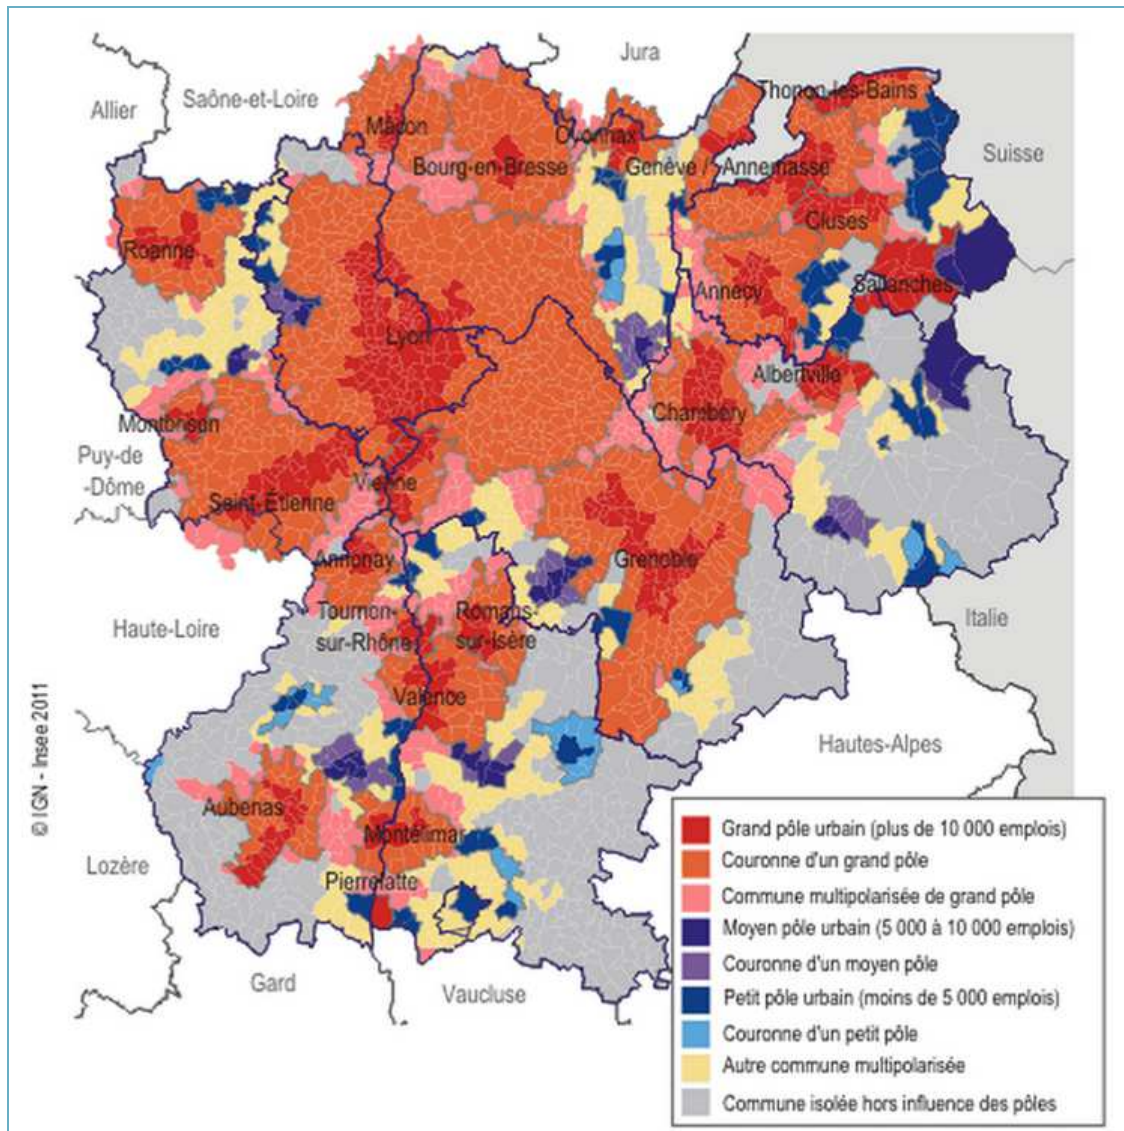 Jura
Saône-et-Loire
Allier
Thonon-les-Bains
Mâcon
Oyonnax
Suisse
Bourg-en-Bresse
Genève / Annemasse
Cluses
Roanne
Annecy
Sallanches
Lyon
Albertville
Chambéry
Montbrison
Puy-de
-Dôme
Vienne
Saint-Étienne
Annonay
Grenoble
Tournon-
sur-Rhône
Romans-
sur-Isère
Haute-Loire
Italie
Valence
Hautes-Alpes
Aubenas
Montélimar
Lozère
Pierrelatte
Gard
Vaucluse
© IGN - Insee 2011
Grand pôle urbain (plus de 10 000 emplois)
Couronne d'un grand pôle
Commune multipolarisée de grand pôle
Moyen pôle urbain (5 000 à 10 000 emplois)
Couronne d'un moyen pôle
Petit pôle urbain (moins de 5 000 emplois)
Couronne d'un petit pôle
Autre commune multipolarisée
Commune isolée hors influence des pôles